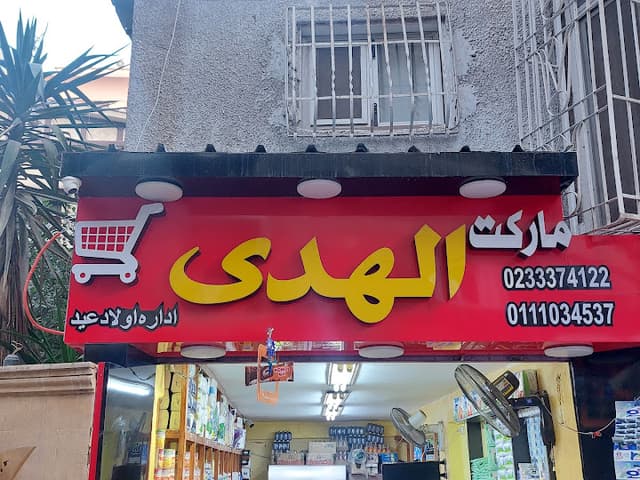 ماركت
الهدى
اداره اولاد عيد
0233374122
0111034537